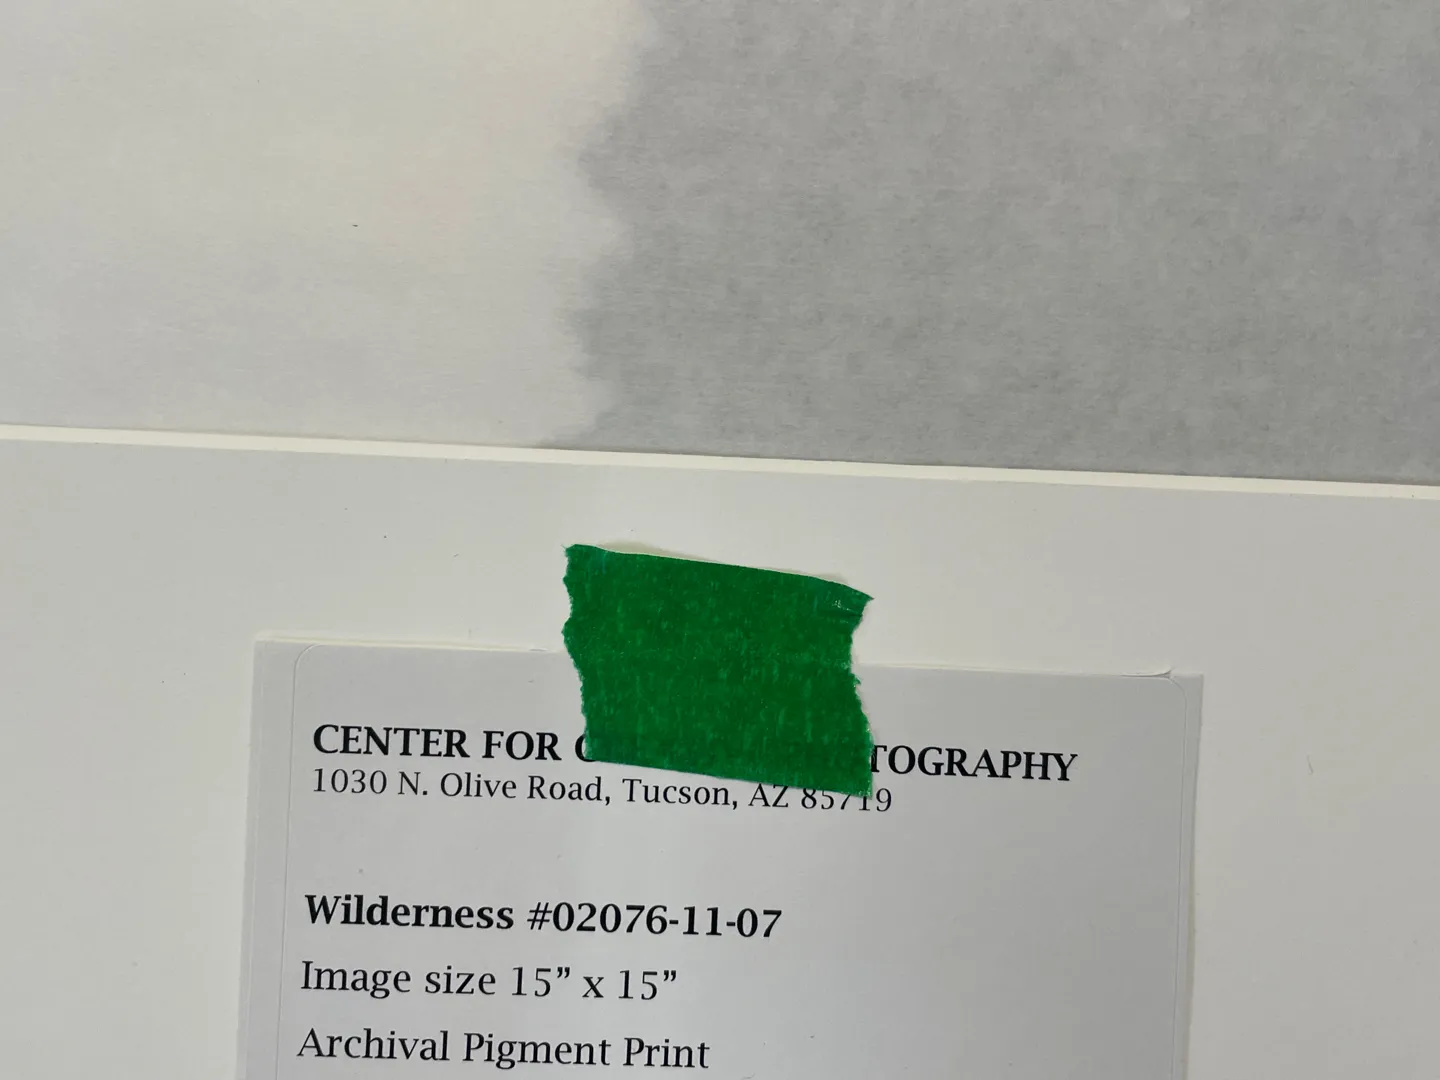 CENTER FOR C TOGRAPHY
1030 N. Olive Road, Tucson, AZ 85719
Wilderness #02076-11-07
Image size 15” x 15”
Archival Pigment Print